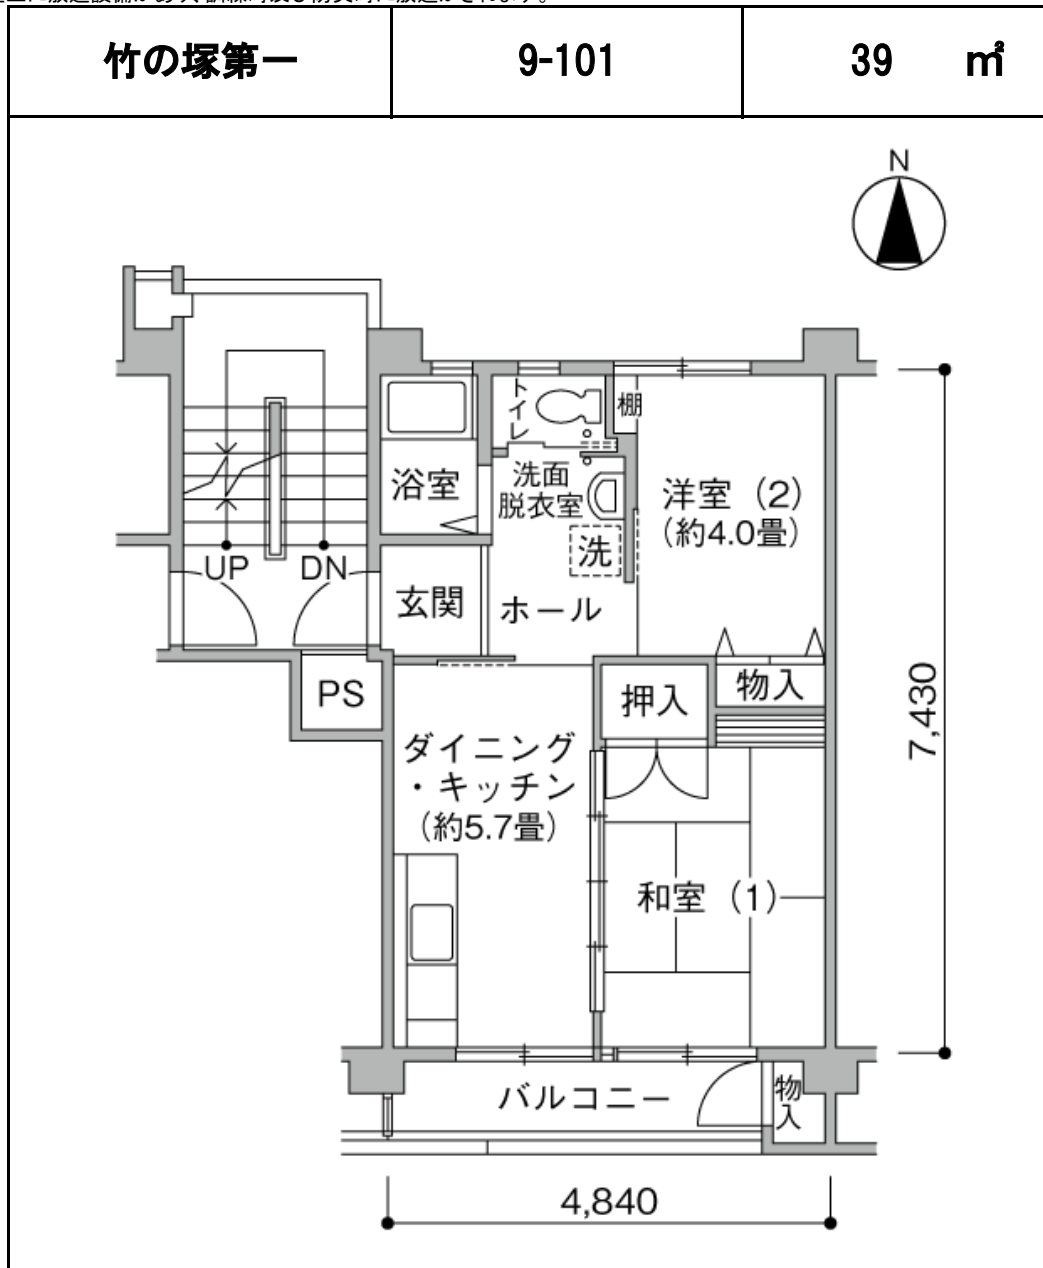 竹の塚第一 9-101 39 ㎡
N
トイレ
棚
浴室
洗面
脱衣室
洋室（2）
（約4.0畳）
洗
UP DN
玄関
ホール
PS
押入
物入
7,430
ダイニング
・キッチン
（約5.7畳）
和室（1）
バルコニー
物入
4,840